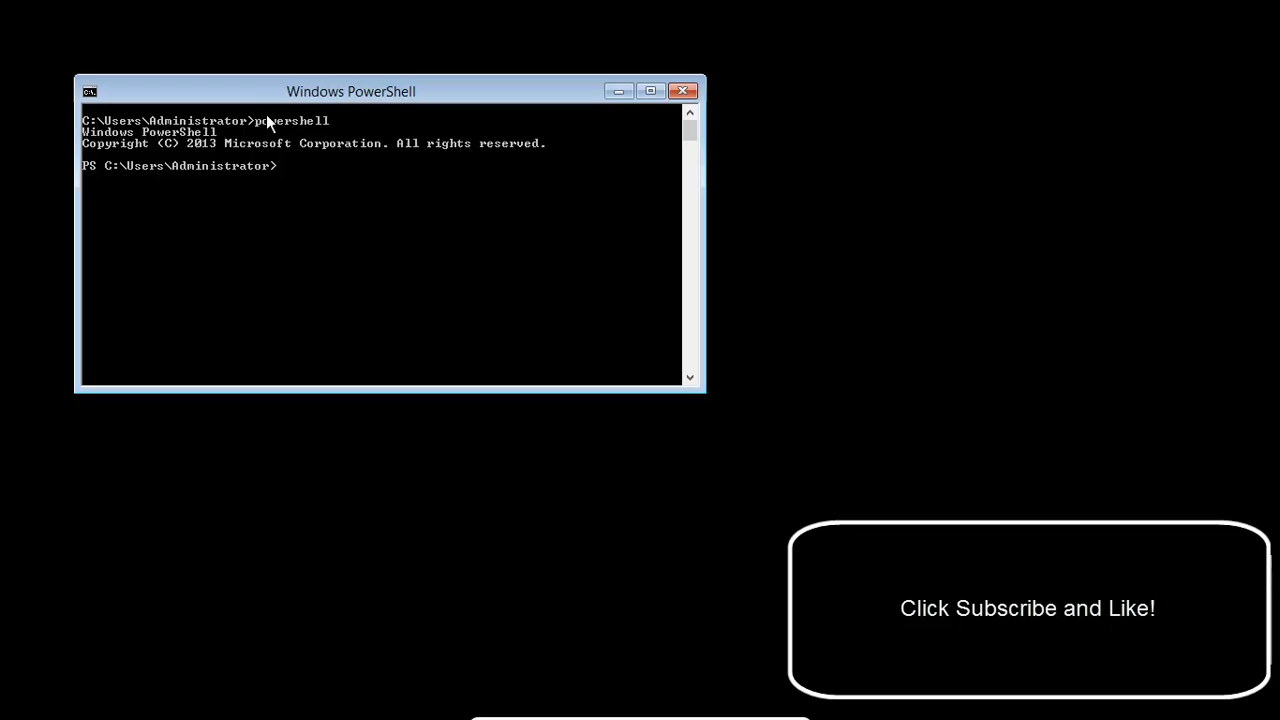 Windows PowerShell
C:\Users\Administrator>powershell
Windows PowerShell
Copyright (C) 2013 Microsoft Corporation. All rights reserved.
PS C:\Users\Administrator>
Click Subscribe and Like!